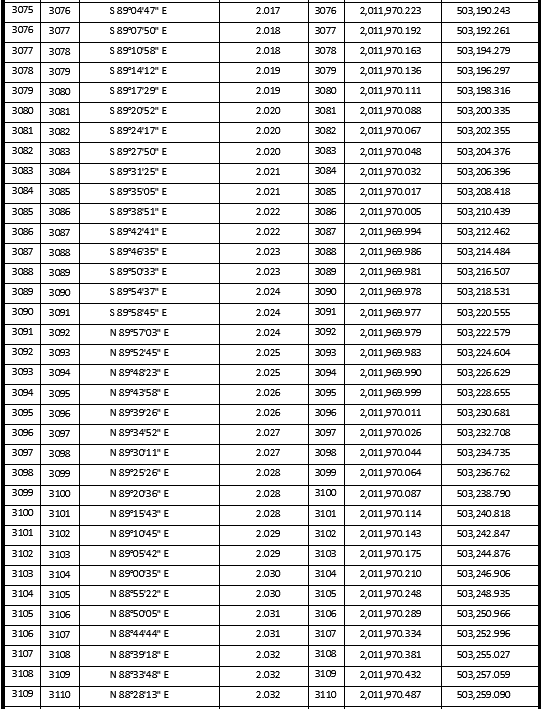 3075 3076 S 89°04'47" E 2.017 3076 2,011,970.223 503,190.243
3076 3077 S 89°07'50" E 2.018 3077 2,011,970.192 503,192.261
3077 3078 S 89°10'58" E 2.018 3078 2,011,970.163 503,194.279
3078 3079 S 89°14'12" E 2.019 3079 2,011,970.136 503,196.297
3079 3080 S 89°17'29" E 2.019 3080 2,011,970.111 503,198.316
3080 3081 S 89°20'52" E 2.020 3081 2,011,970.088 503,200.335
3081 3082 S 89°24'17" E 2.020 3082 2,011,970.067 503,202.355
3082 3083 S 89°27'50" E 2.020 3083 2,011,970.048 503,204.376
3083 3084 S 89°31'25" E 2.021 3084 2,011,970.032 503,206.396
3084 3085 S 89°35'05" E 2.021 3085 2,011,970.017 503,208.418
3085 3086 S 89°38'51" E 2.022 3086 2,011,970.005 503,210.439
3086 3087 S 89°42'41" E 2.022 3087 2,011,969.994 503,212.462
3087 3088 S 89°46'35" E 2.023 3088 2,011,969.986 503,214.484
3088 3089 S 89°50'33" E 2.023 3089 2,011,969.981 503,216.507
3089 3090 S 89°54'37" E 2.024 3090 2,011,969.978 503,218.531
3090 3091 S 89°58'45" E 2.024 3091 2,011,969.977 503,220.555
3091 3092 N 89°57'03" E 2.024 3092 2,011,969.979 503,222.579
3092 3093 N 89°52'45" E 2.025 3093 2,011,969.983 503,224.604
3093 3094 N 89°48'23" E 2.025 3094 2,011,969.990 503,226.629
3094 3095 N 89°43'58" E 2.026 3095 2,011,969.999 503,228.655
3095 3096 N 89°39'26" E 2.026 3096 2,011,970.011 503,230.681
3096 3097 N 89°34'52" E 2.027 3097 2,011,970.026 503,232.708
3097 3098 N 89°30'11" E 2.027 3098 2,011,970.044 503,234.735
3098 3099 N 89°25'26" E 2.028 3099 2,011,970.064 503,236.762
3099 3100 N 89°20'36" E 2.028 3100 2,011,970.087 503,238.790
3100 3101 N 89°15'43" E 2.028 3101 2,011,970.114 503,240.818
3101 3102 N 89°10'45" E 2.029 3102 2,011,970.143 503,242.847
3102 3103 N 89°05'42" E 2.029 3103 2,011,970.175 503,244.876
3103 3104 N 89°00'35" E 2.030 3104 2,011,970.210 503,246.906
3104 3105 N 88°55'22" E 2.030 3105 2,011,970.248 503,248.935
3105 3106 N 88°50'05" E 2.031 3106 2,011,970.289 503,250.966
3106 3107 N 88°44'44" E 2.031 3107 2,011,970.334 503,252.996
3107 3108 N 88°39'18" E 2.032 3108 2,011,970.381 503,255.027
3108 3109 N 88°33'48" E 2.032 3109 2,011,970.432 503,257.059
3109 3110 N 88°28'13" E 2.032 3110 2,011,970.487 503,259.090